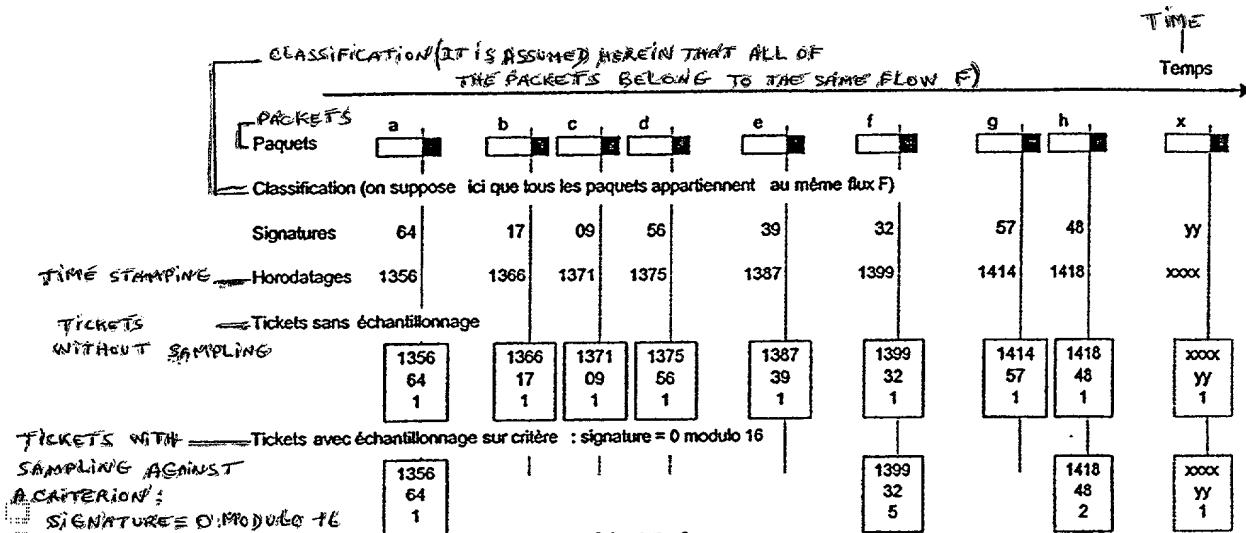 TIME
CLASSIFICATION (IT IS ASSUMED HEREIN THAT ALL OF
THE PACKETS BELONG TO THE SAME FLOW F)
Temps
PACKETS
a b c d e f g h x
Paquets
Classification (on suppose ici que tous les paquets appartiennent au même flux F)
Signatures 64 17 09 56 39 32 57 48 yy
TIME STAMPING Horodatages 1356 1366 1371 1375 1387 1399 1414 1418 xxxx
TICKETS Tickets sans échantillonnage
WITHOUT SAMPLING
1356 1366 1371 1375 1387 1399 1414 1418 xxxx
64 17 09 56 39 32 57 48 yy
1 1 1 1 1 1 1 1 1
TICKETS WITH Tickets avec échantillonnage sur critère : signature = 0 modulo 16
SAMPLING AGAINST
A CRITERION:
SIGNATURE = 0 MODULO 16
1356 1399 1418 xxxx
64 32 48 yy
1 5 2 1